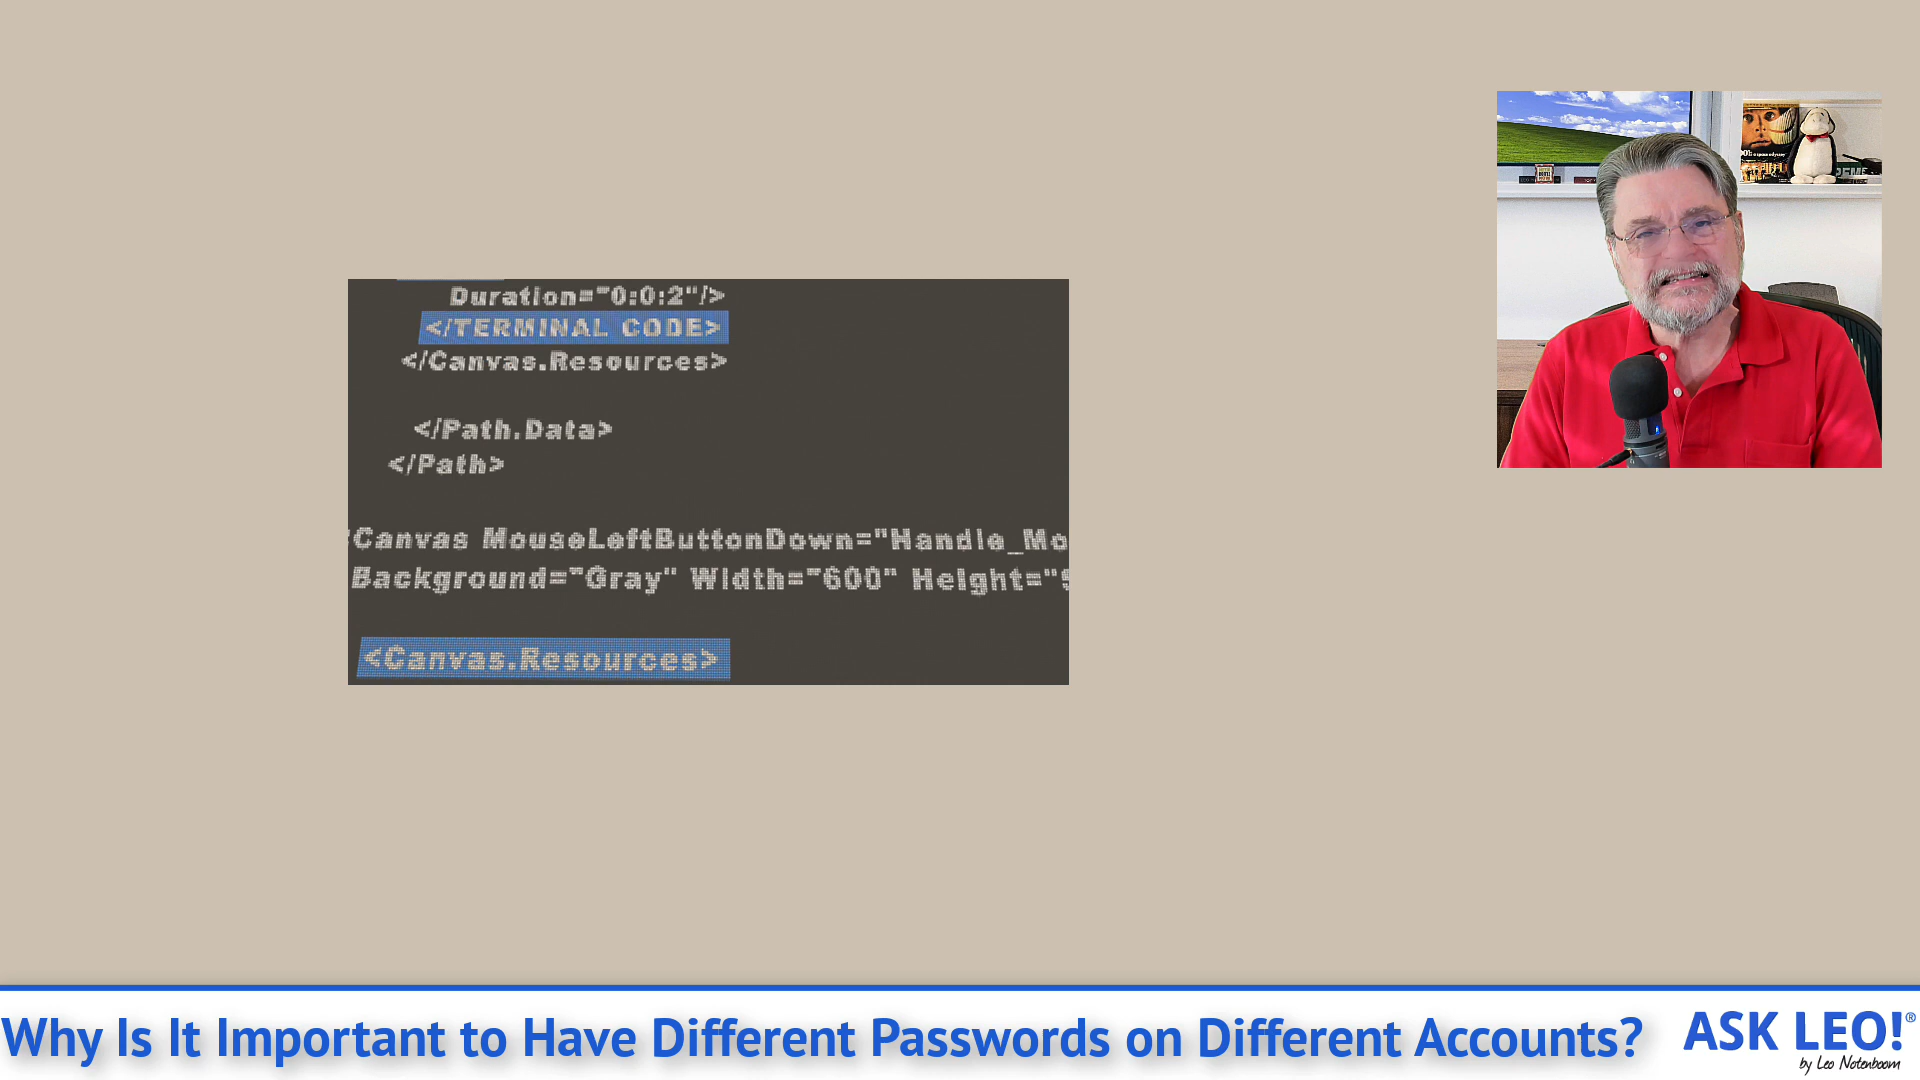 Duration="0:0:2"/>
</TERMINAL CODE>
</Canvas.Resources>
</Path.Data>
</Path>
Canvas MouseLeftButtonDown="Handle_Mo
Background="Gray" Width="600" Height="
<Canvas.Resources>
Why Is It Important to Have Different Passwords on Different Accounts?
ASK LEO!®
by Leo Notenboom